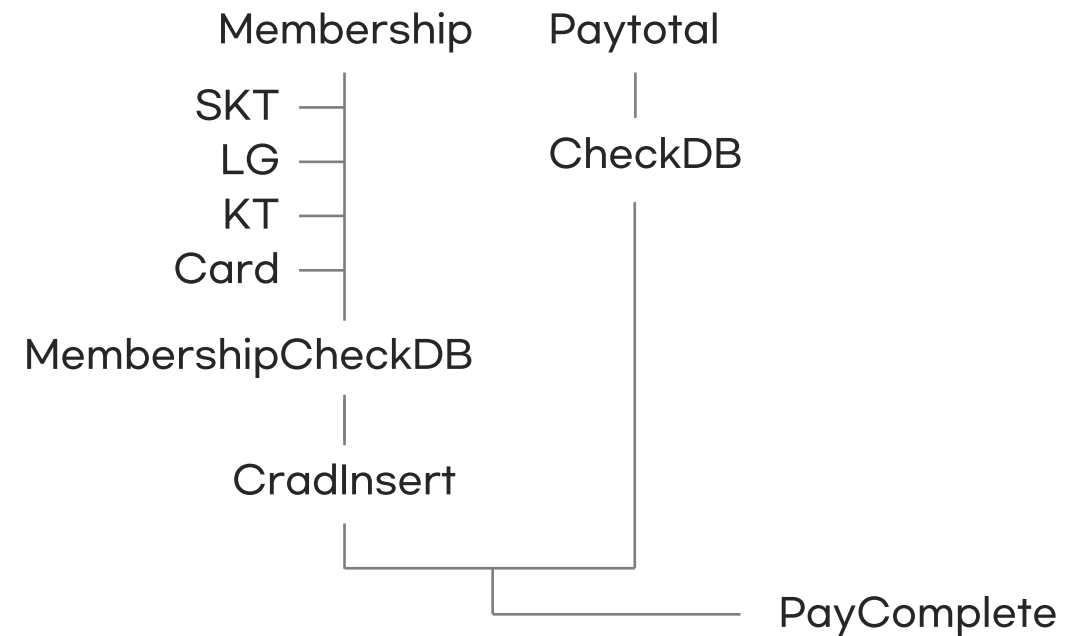 Membership
Paytotal
SKT
LG
KT
Card
CheckDB
MembershipCheckDB
CradInsert
PayComplete